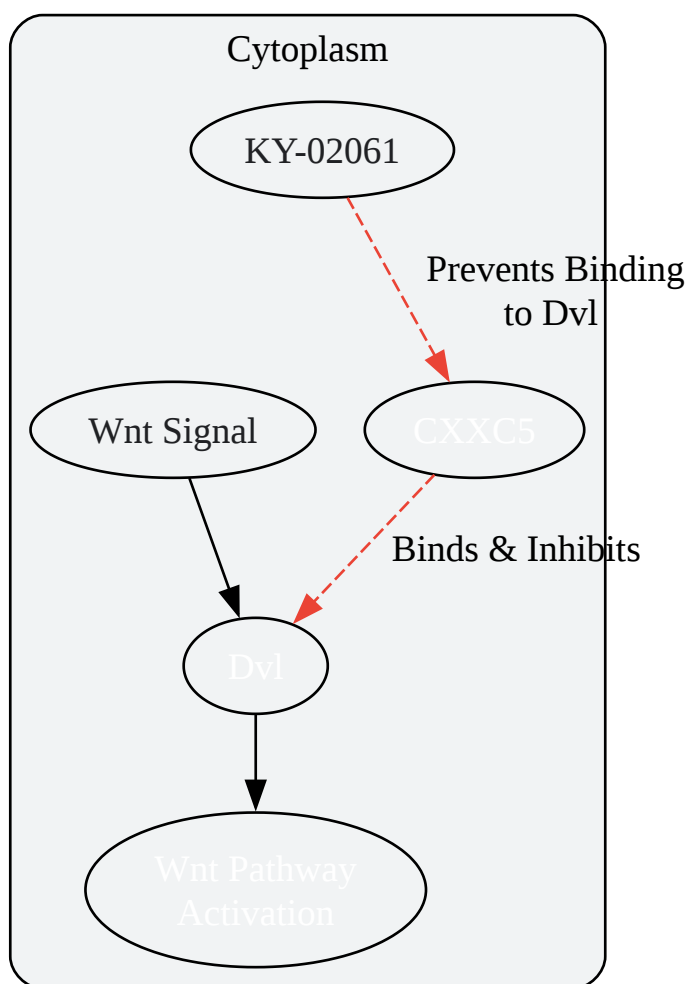 Cytoplasm
KY-02061
Prevents Binding
to Dvl
Wnt Signal
CXXC5
Binds & Inhibits
Dvl
Wnt Pathway
Activation